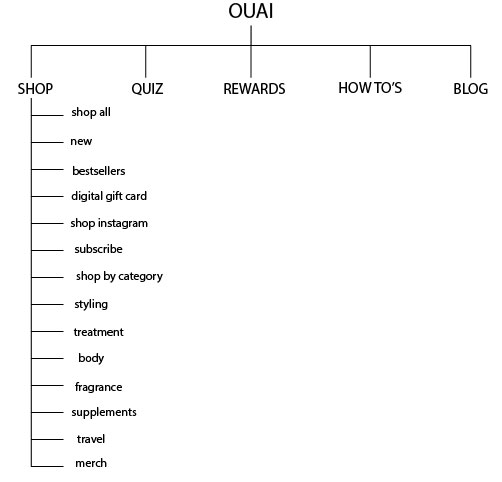 OUAI
SHOP QUIZ REWARDS HOW TO'S BLOG
shop all
new
bestsellers
digital gift card
shop instagram
subscribe
shop by category
styling
treatment
body
fragrance
supplements
travel
merch